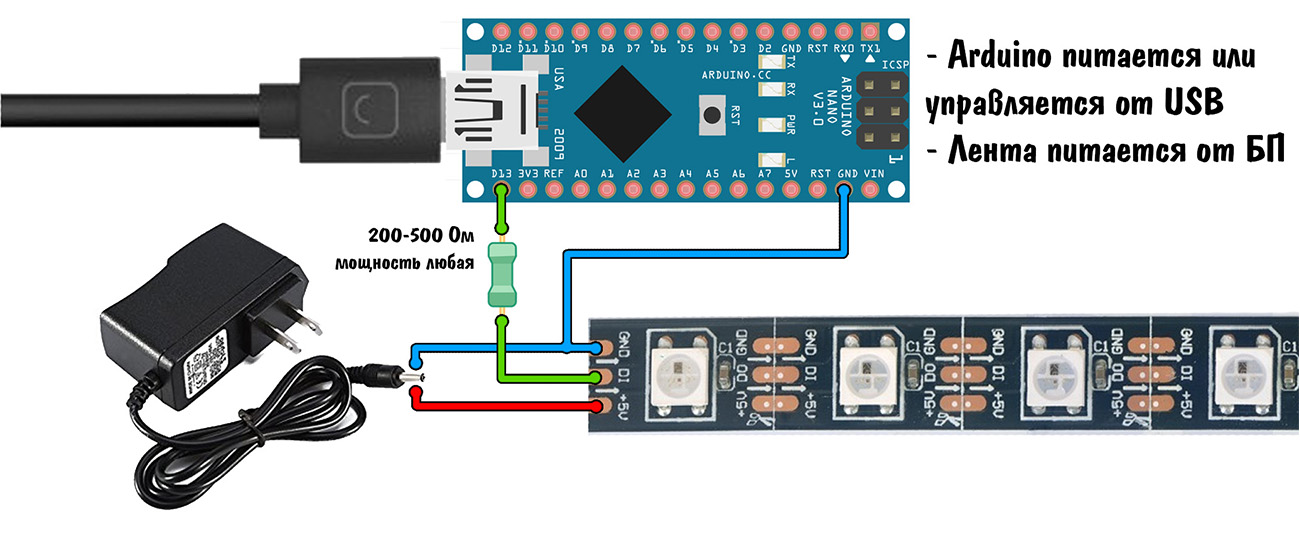 D12 D11 D10 D9 D8 D7 D6 D5 D4 D3 D2 GND RST RX0 TX1
USB
2009
ARDUINO.CC
RST
TX
RX
PWR
L
ARDUINO
NANO
V3.0
ICSP
1
D13 3V3 REF A0 A1 A2 A3 A4 A5 A6 A7 5V RST GND VIN
- Arduino питается или
управляется от USB
- Лента питается от БП
200-500 Ом
мощность любая
GND
DI
+5V
C1
GND
DO
+5V
GND
DI
+5V
C1
GND
DO
+5V
GND
DI
+5V
C1
GND
DO
+5V
GND
DI
+5V
C1